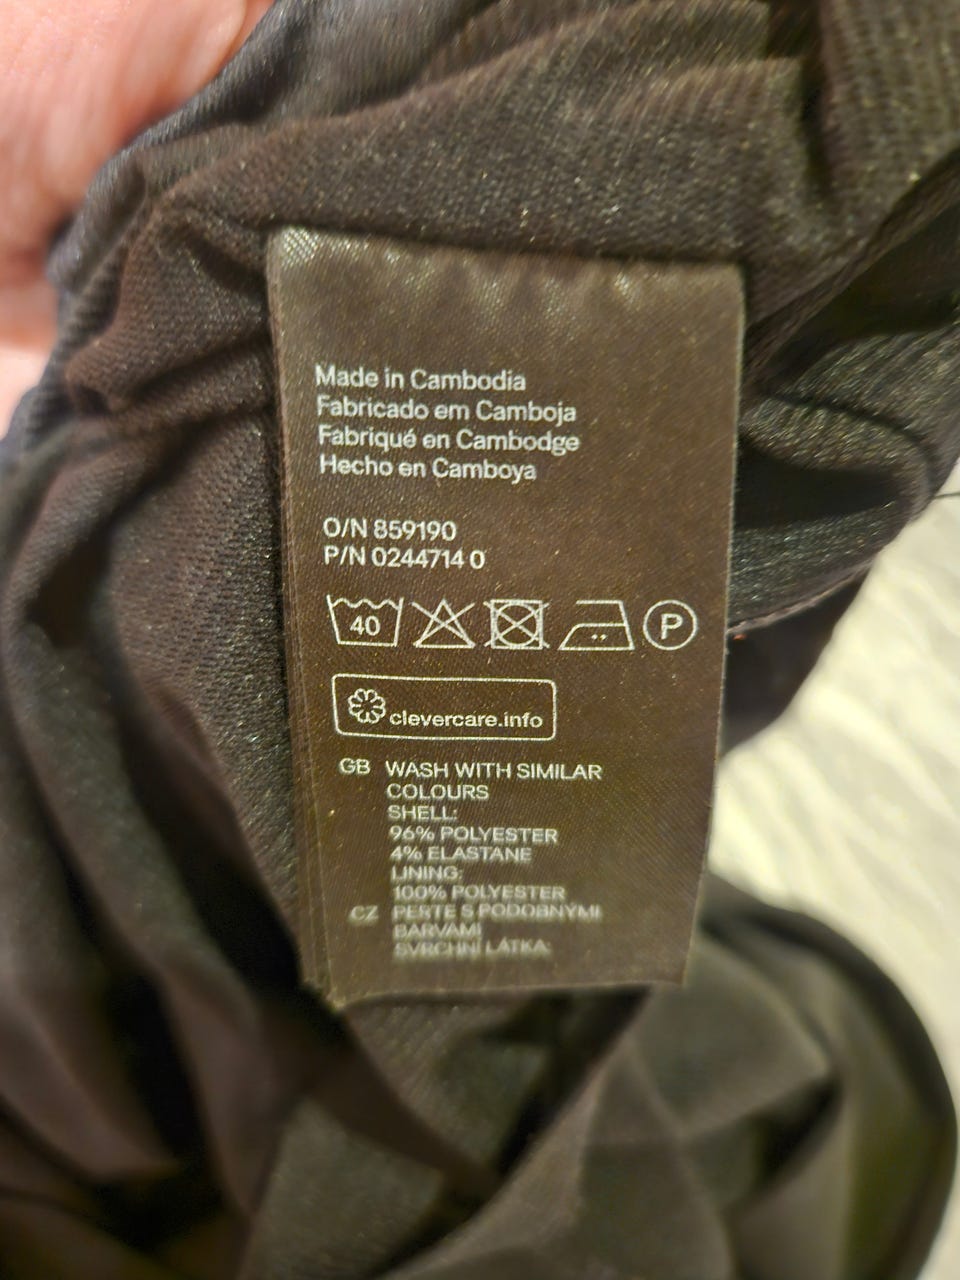 Made in Cambodia
Fabricado em Camboja
Fabriqué en Cambodge
Hecho en Camboya
O/N 859190
P/N 0244714 0
40 P
clevercare.info
GB WASH WITH SIMILAR
COLOURS
SHELL:
96% POLYESTER
4% ELASTANE
LINING:
100% POLYESTER
CZ PERTE S PODOBNÝMI
BARVAMI
SVRCHNÍ LÁTKA: